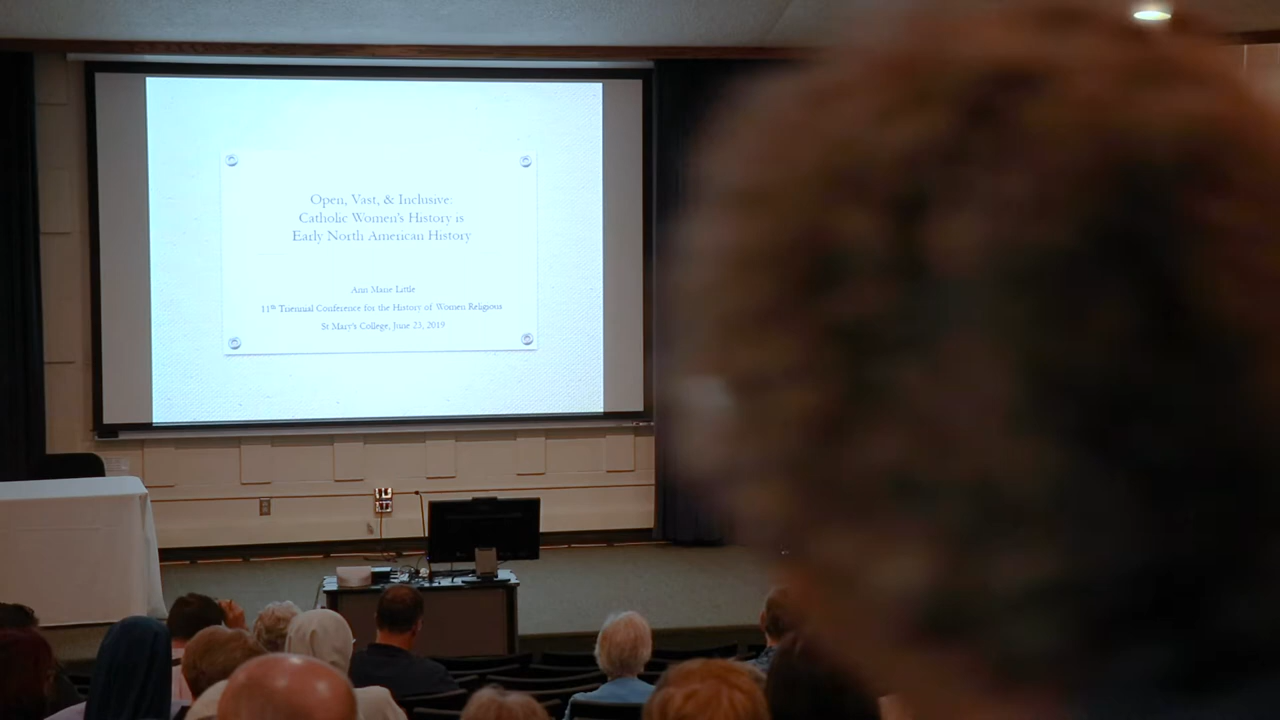 Open, Vast, & Inclusive:
Catholic Women's History is
Early North American History
Ann Marie Little
11th Triennial Conference for the History of Women Religious
St Mary's College, June 23, 2019